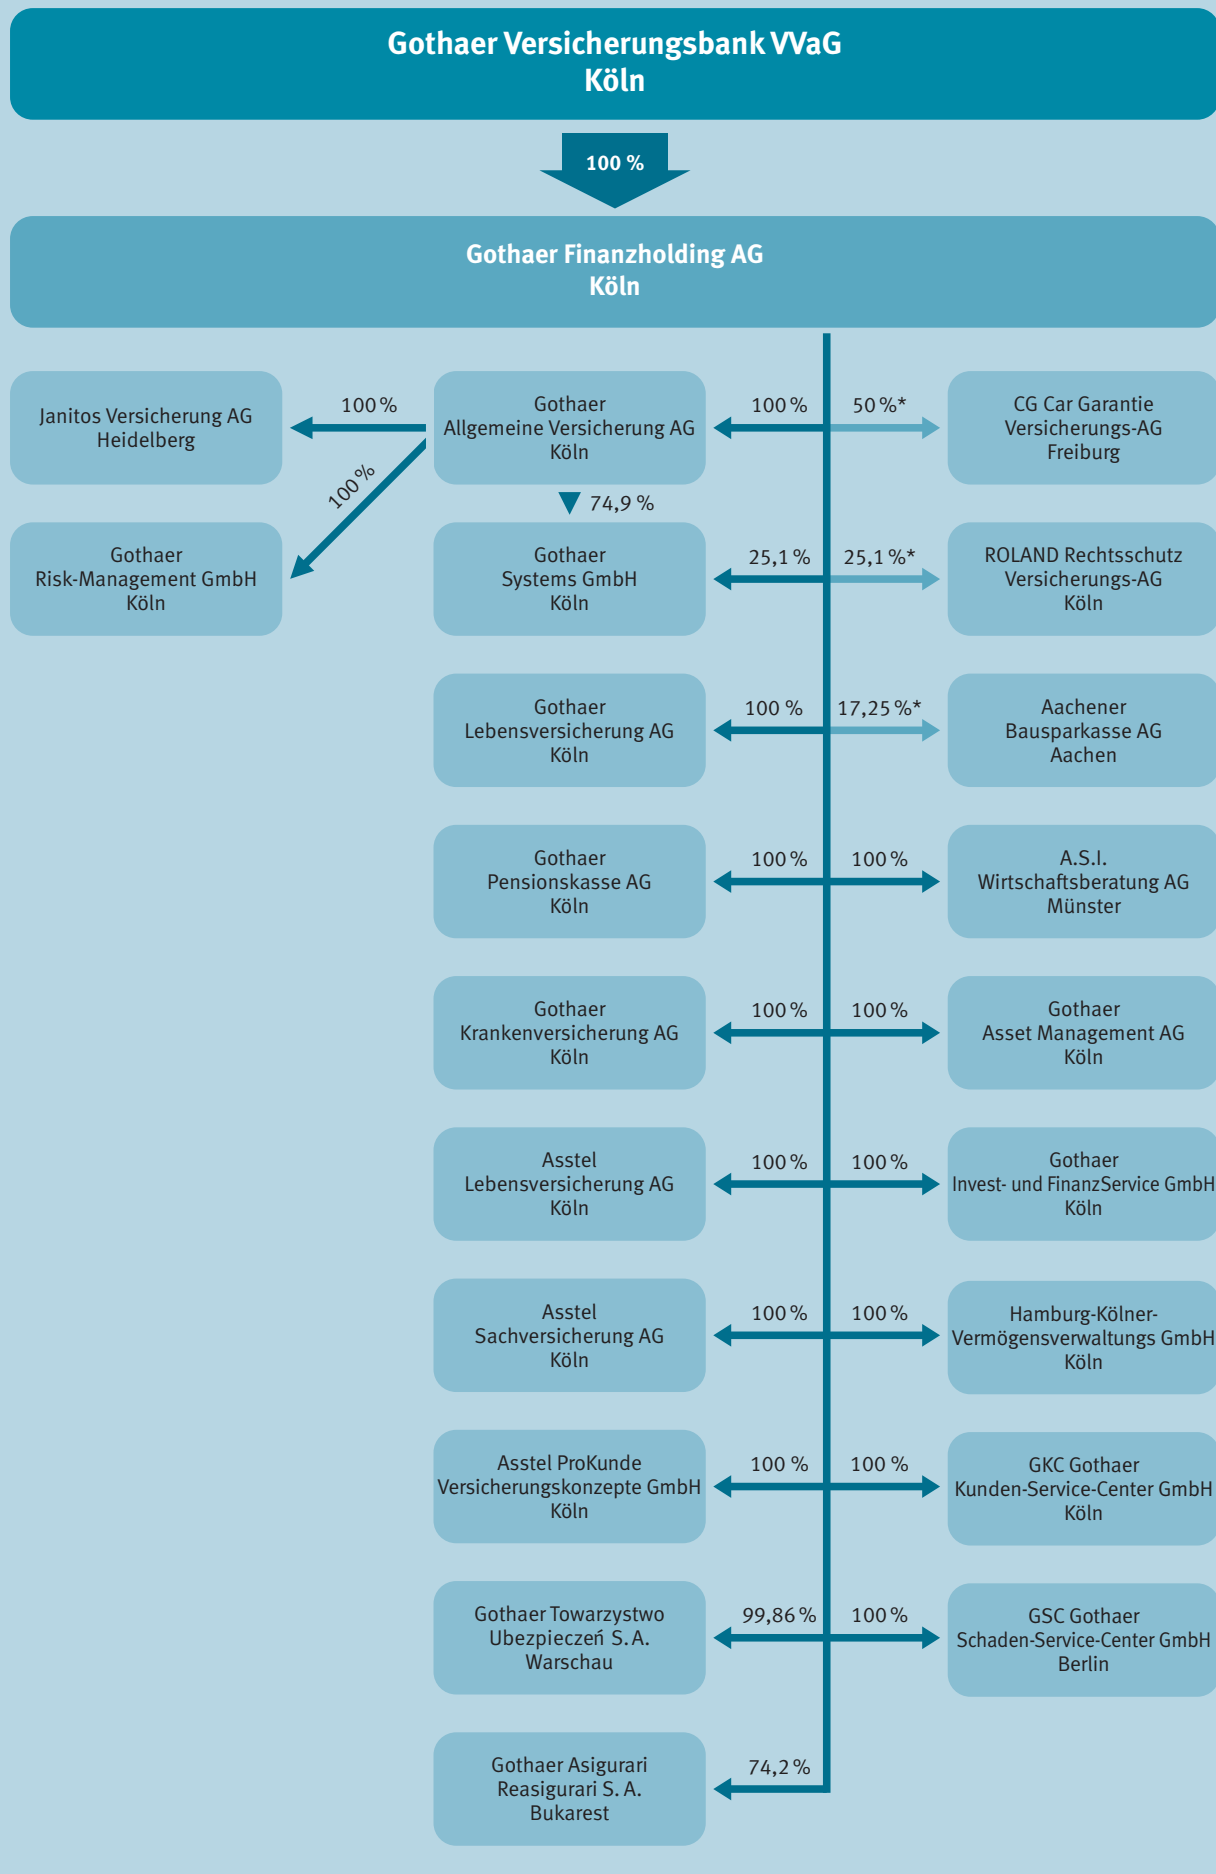 Gothaer Versicherungsbank VVaG
Köln
100 %
Gothaer Finanzholding AG
Köln
Janitos Versicherung AG
Heidelberg
100 %
Gothaer
Allgemeine Versicherung AG
Köln
100 %
50 %*
CG Car Garantie
Versicherungs-AG
Freiburg
100 %
74,9 %
Gothaer
Risk-Management GmbH
Köln
Gothaer
Systems GmbH
Köln
25,1 %
25,1 %*
ROLAND Rechtsschutz
Versicherungs-AG
Köln
Gothaer
Lebensversicherung AG
Köln
100 %
17,25 %*
Aachener
Bausparkasse AG
Aachen
Gothaer
Pensionskasse AG
Köln
100 %
100 %
A.S.I.
Wirtschaftsberatung AG
Münster
Gothaer
Krankenversicherung AG
Köln
100 %
100 %
Gothaer
Asset Management AG
Köln
Asstel
Lebensversicherung AG
Köln
100 %
100 %
Gothaer
Invest- und FinanzService GmbH
Köln
Asstel
Sachversicherung AG
Köln
100 %
100 %
Hamburg-Kölner-
Vermögensverwaltungs GmbH
Köln
Asstel ProKunde
Versicherungskonzepte GmbH
Köln
100 %
100 %
GKC Gothaer
Kunden-Service-Center GmbH
Köln
Gothaer Towarzystwo
Ubezpieczeń S. A.
Warschau
99,86 %
100 %
GSC Gothaer
Schaden-Service-Center GmbH
Berlin
Gothaer Asigurari
Reasigurari S. A.
Bukarest
74,2 %